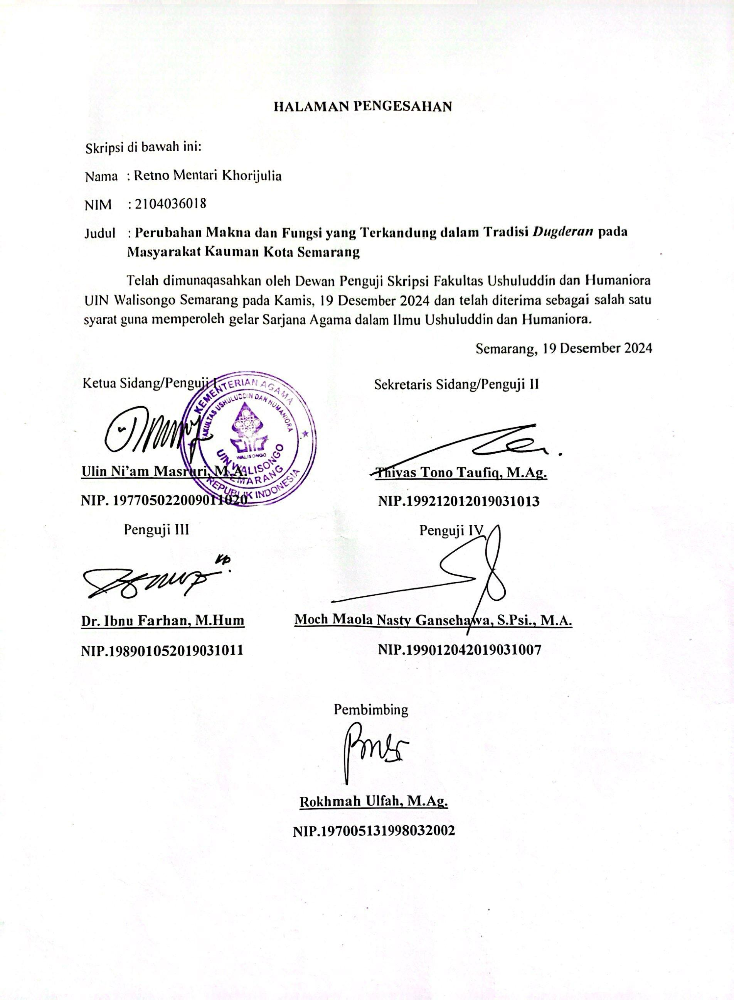 HALAMAN PENGESAHAN
Skripsi di bawah ini:
Nama : Retno Mentari Khorijulia
NIM : 2104036018
Judul : Perubahan Makna dan Fungsi yang Terkandung dalam Tradisi Dugderan pada
Masyarakat Kauman Kota Semarang
Telah dimunaqasahkan oleh Dewan Penguji Skripsi Fakultas Ushuluddin dan Humaniora
UIN Walisongo Semarang pada Kamis, 19 Desember 2024 dan telah diterima sebagai salah satu
syarat guna memperoleh gelar Sarjana Agama dalam Ilmu Ushuluddin dan Humaniora.
Semarang, 19 Desember 2024
Ketua Sidang/Penguji I
Sekretaris Sidang/Penguji II
KEMENTERIAN AGAMA
FAKULTAS USHULUDDIN DAN HUMANIORA
WALISONGO
UIN WALISONGO
SEMARANG
REPUBLIK INDONESIA
Ulin Ni'am Masruri, M.A.
Thiyas Tono Taufiq, M.Ag.
NIP. 197705022009011020
NIP.199212012019031013
Penguji III
Penguji IV
Dr. Ibnu Farhan, M.Hum
Moch Maola Nasty Gansehawa, S.Psi., M.A.
NIP.198901052019031011
NIP.199012042019031007
Pembimbing
Rokhmah Ulfah, M.Ag.
NIP.197005131998032002